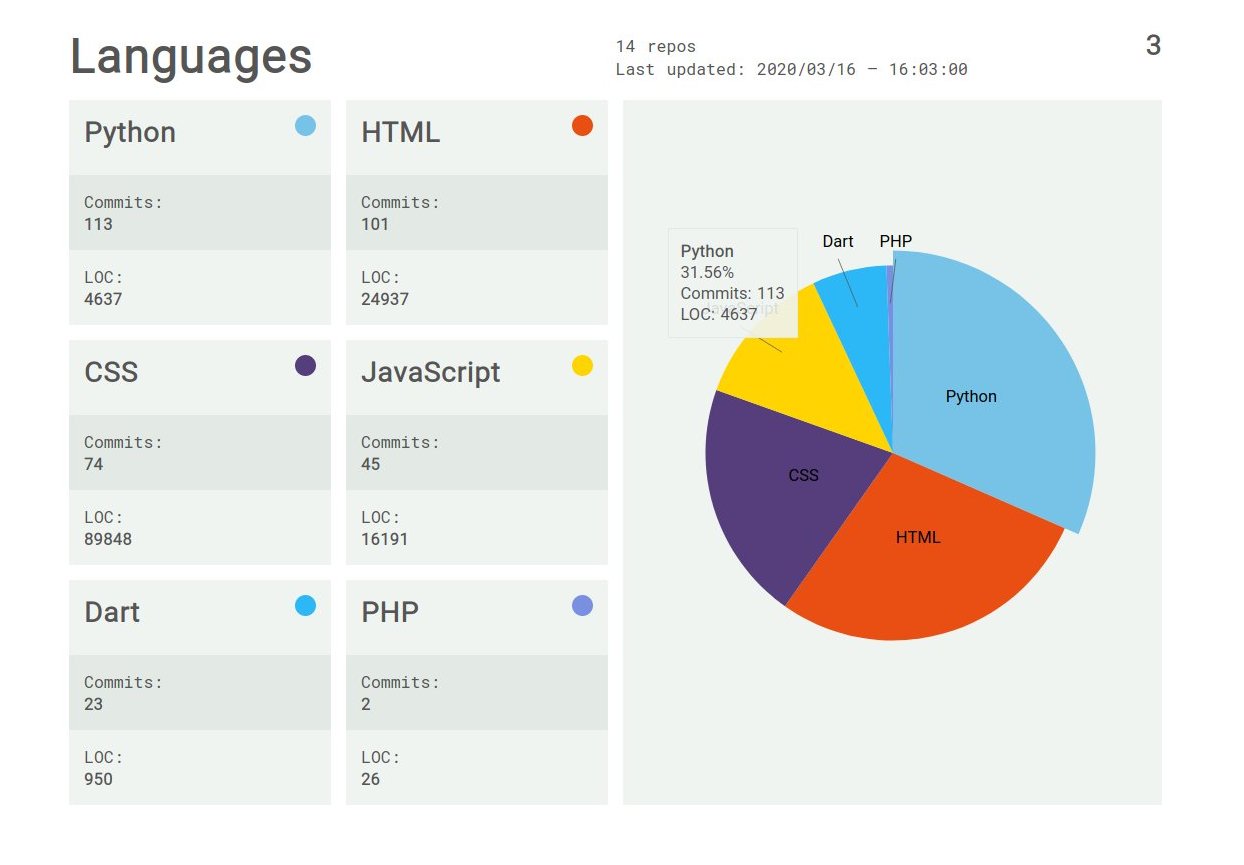 Languages
14 repos
Last updated: 2020/03/16 – 16:03:00
3
Python
Commits:
113
LOC:
4637
HTML
Commits:
101
LOC:
24937
CSS
Commits:
74
LOC:
89848
JavaScript
Commits:
45
LOC:
16191
Dart
Commits:
23
LOC:
950
PHP
Commits:
2
LOC:
26
Python
31.56%
Commits: 113
LOC: 4637
JavaScript
Dart
PHP
Python
CSS
HTML